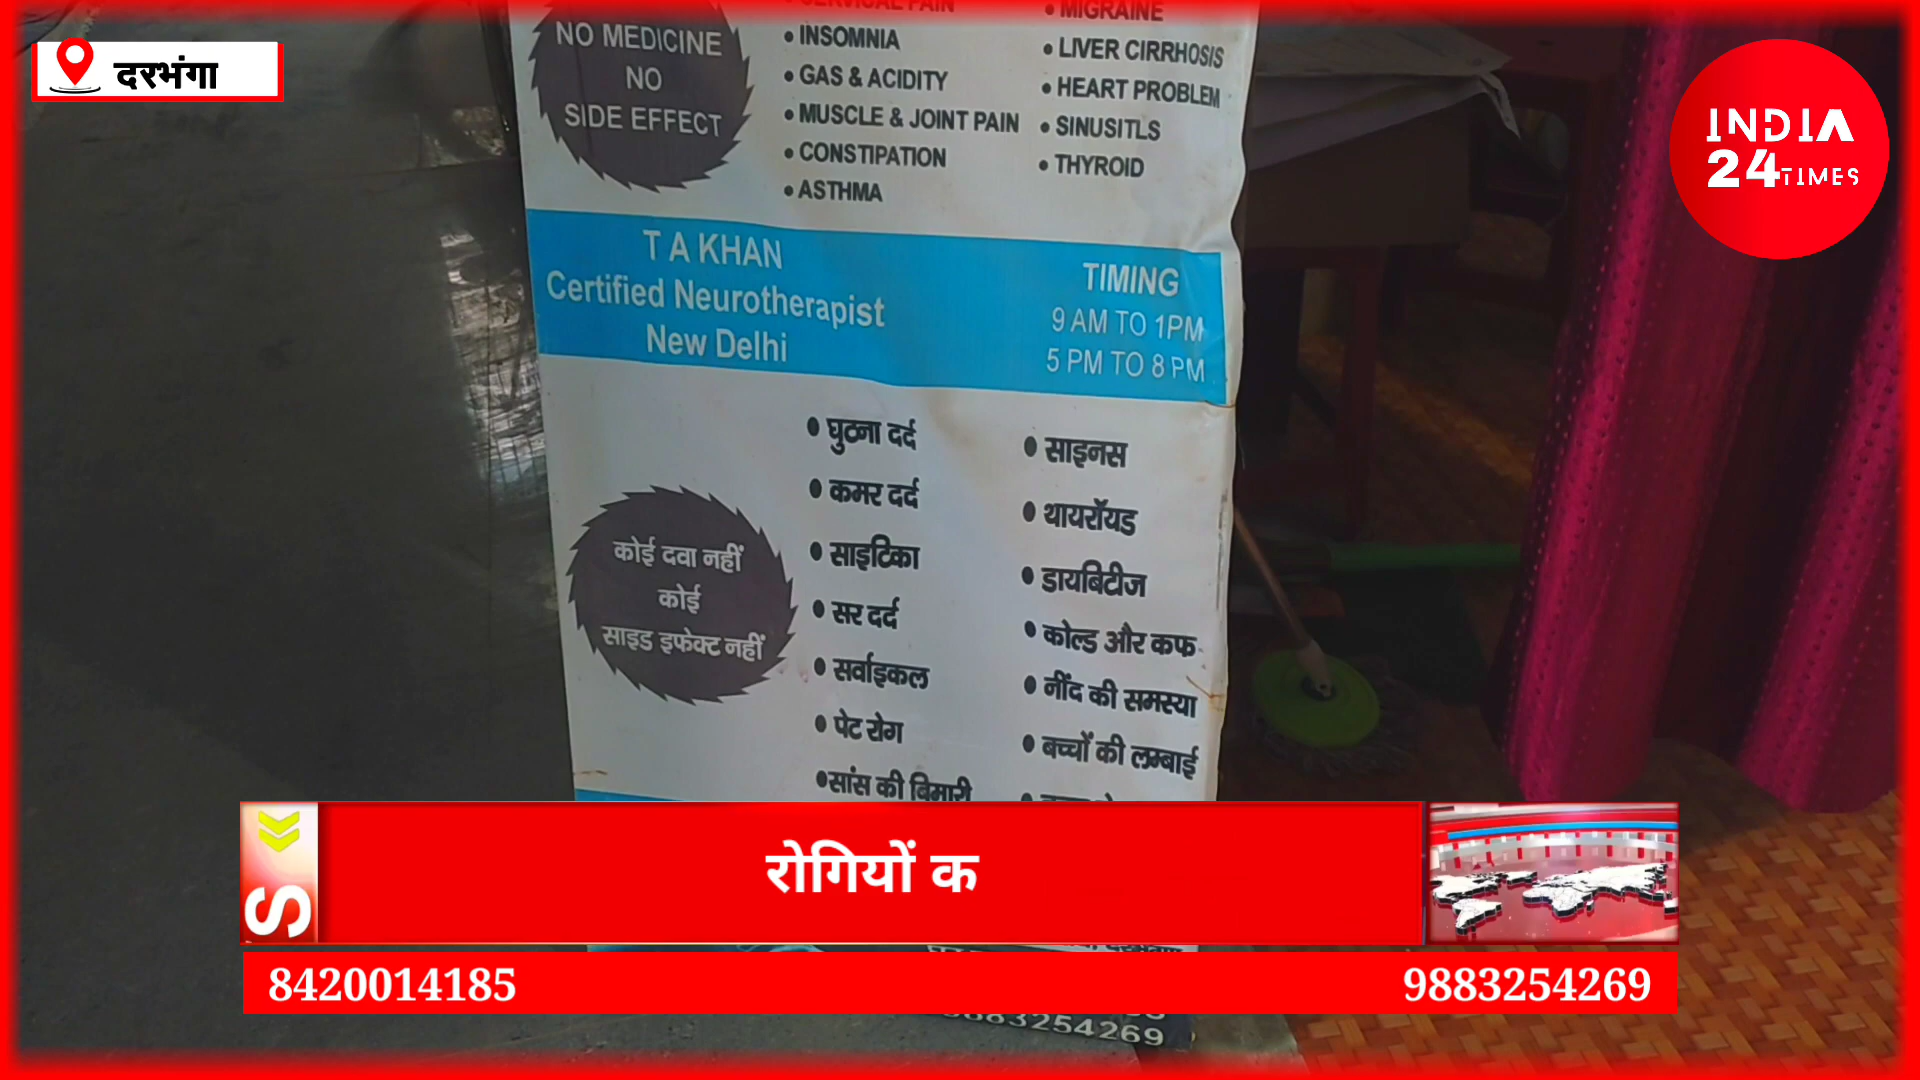 दरभंगा
INDIA
24 TIMES
NO MEDICINE
NO
SIDE EFFECT
CERVICAL PAIN
• INSOMNIA
• GAS & ACIDITY
• MUSCLE & JOINT PAIN
• CONSTIPATION
• ASTHMA
• MIGRAINE
• LIVER CIRRHOSIS
• HEART PROBLEM
• SINUSITLS
• THYROID
T A KHAN
Certified Neurotherapist
New Delhi
TIMING
9 AM TO 1PM
5 PM TO 8 PM
कोई दवा नहीं
कोई
साइड इफेक्ट नहीं
• घुटना दर्द
• कमर दर्द
• साइटिका
• सर दर्द
• सर्वाइकल
• पेट रोग
• सांस की बिमारी
• साइनस
• थायरॉयड
• डायबिटीज
• कोल्ड और कफ
• नींद की समस्या
• बच्चों की लम्बाई
S
रोगियों क
8420014185
9883254269
9883254269